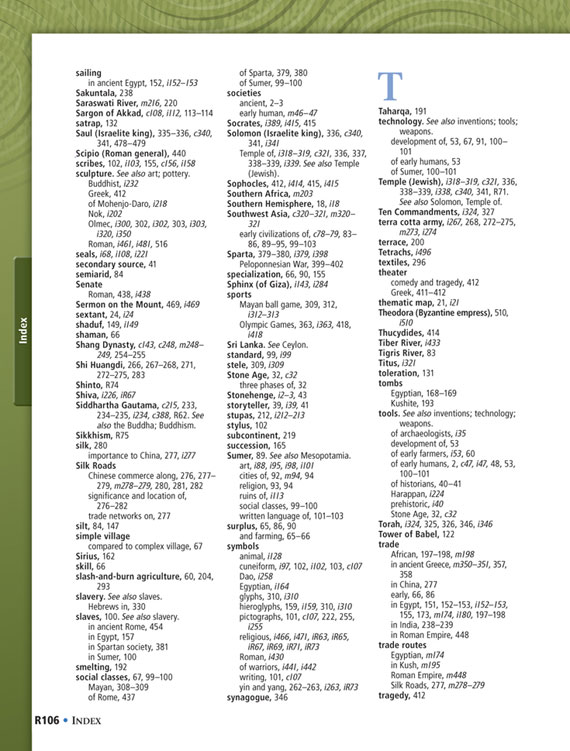 sailing
in ancient Egypt, 152, i152–153
Sakuntala, 238
Saraswati River, m216, 220
Sargon of Akkad, c108, i112, 113–114
satrap, 132
Saul (Israelite king), 335–336, c340,
341, 478–479
Scipio (Roman general), 440
scribes, 102, i103, 155, c156, i158
sculpture. See also art; pottery.
Buddhist, i232
Greek, 412
of Mohenjo-Daro, i218
Nok, i202
Olmec, i300, 302, i302, 303, i303,
i320, i350
Roman, i461, i481, 516
seals, i68, i108, i221
secondary source, 41
semiarid, 84
Senate
Roman, 438, i438
Sermon on the Mount, 469, i469
sextant, 24, i24
shaduf, 149, i149
shaman, 66
Shang Dynasty, c143, c248, m248–
249, 254–255
Shi Huangdi, 266, 267–268, 271,
272–275, 283
Shinto, R74
Shiva, i226, iR67
Siddhartha Gautama, c215, 233,
234–235, i234, c388, R62. See
also the Buddha; Buddhism.
Sikkhism, R75
silk, 280
importance to China, 277, i277
Silk Roads
Chinese commerce along, 276, 277–
279, m278–279, 280, 281, 282
significance and location of,
276–282
trade networks on, 277
silt, 84, 147
simple village
compared to complex village, 67
Sirius, 162
skill, 66
slash-and-burn agriculture, 60, 204,
293
slavery. See also slaves.
Hebrews in, 330
slaves, 100. See also slavery.
in ancient Rome, 454
in Egypt, 157
in Spartan society, 381
in Sumer, 100
smelting, 192
social classes, 67, 99–100
Mayan, 308–309
of Rome, 437
of Sparta, 379, 380
of Sumer, 99–100
societies
ancient, 2–3
early human, m46–47
Socrates, i389, i415, 415
Solomon (Israelite king), 336, c340,
341, i341
Temple of, i318–319, c321, 336, 337,
338–339, i339. See also Temple
(Jewish).
Sophocles, 412, i414, 415, i415
Southern Africa, m203
Southern Hemisphere, 18, i18
Southwest Asia, c320–321, m320–
321
early civilizations of, c78–79, 83–
86, 89–95, 99–103
Sparta, 379–380, i379, i398
Peloponnesian War, 399–402
specialization, 66, 90, 155
Sphinx (of Giza), i143, i284
sports
Mayan ball game, 309, 312,
i312–313
Olympic Games, 363, i363, 418,
i418
Sri Lanka. See Ceylon.
standard, 99, i99
stele, 309, i309
Stone Age, 32, c32
three phases of, 32
Stonehenge, i2–3, 43
storyteller, 39, i39, 41
stupas, 212, i212–213
stylus, 102
subcontinent, 219
succession, 165
Sumer, 89. See also Mesopotamia.
art, i88, i95, i98, i101
cities of, 92, m94, 94
religion, 93, 94
ruins of, i113
social classes, 99–100
written language of, 101–103
surplus, 65, 86, 90
and farming, 65–66
symbols
animal, i128
cuneiform, i97, 102, i102, 103, c107
Dao, i258
Egyptian, i164
glyphs, 310, i310
hieroglyphs, 159, i159, 310, i310
pictographs, 101, c107, 222, 255,
i255
religious, i466, i471, iR63, iR65,
iR67, iR69, iR71, iR73
Roman, i430
of warriors, i441, i442
writing, 101, c107
yin and yang, 262–263, i263, iR73
synagogue, 346
T
Taharqa, 191
technology. See also inventions; tools;
weapons.
development of, 53, 67, 91, 100–
101
of early humans, 53
of Sumer, 100–101
Temple (Jewish), i318–319, c321, 336,
338–339, i338, c340, 341, R71.
See also Solomon, Temple of.
Ten Commandments, i324, 327
terra cotta army, i267, 268, 272–275,
m273, i274
terrace, 200
Tetrachs, i496
textiles, 296
theater
comedy and tragedy, 412
Greek, 411–412
thematic map, 21, i21
Theodora (Byzantine empress), 510,
i510
Thucydides, 414
Tiber River, i433
Tigris River, 83
Titus, i321
toleration, 131
tombs
Egyptian, 168–169
Kushite, 193
tools. See also inventions; technology;
weapons.
of archaeologists, i35
development of, 53
of early farmers, i53, 60
of early humans, 2, c47, i47, 48, 53,
100–101
of historians, 40–41
Harappan, i224
prehistoric, i40
Stone Age, 32, c32
Torah, i324, 325, 326, 346, i346
Tower of Babel, 122
trade
African, 197–198, m198
in ancient Greece, m350–351, 357,
358
in China, 277
early, 66, 86
in Egypt, 151, 152–153, i152–153,
155, 173, m174, i180, 197–198
in India, 238–239
in Roman Empire, 448
trade routes
Egyptian, m174
in Kush, m195
Roman Empire, m448
Silk Roads, 277, m278–279
tragedy, 412
Index
R106 • INDEX